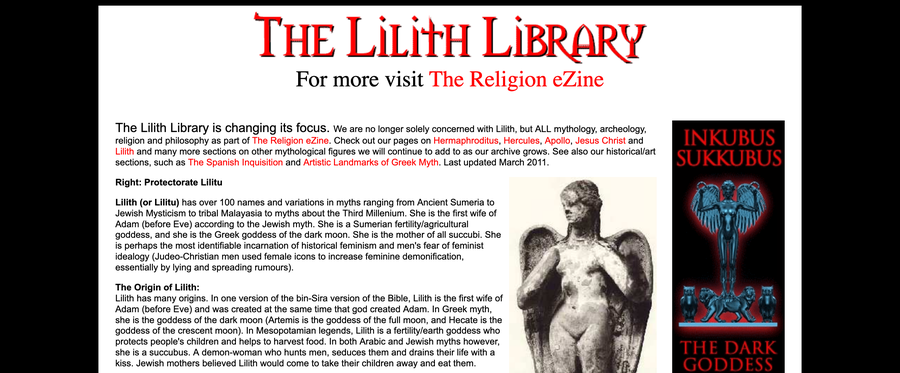 The Lilith Library
For more visit The Religion eZine
The Lilith Library is changing its focus. We are no longer solely concerned with Lilith, but ALL mythology, archeology,
religion and philosophy as part of The Religion eZine. Check out our pages on Hermaphroditus, Hercules, Apollo, Jesus Christ and
Lilith and many more sections on other mythological figures we will continue to add to as our archive grows. See also our historical/art
sections, such as The Spanish Inquisition and Artistic Landmarks of Greek Myth. Last updated March 2011.
Right: Protectorate Lilitu
Lilith (or Lilitu) has over 100 names and variations in myths ranging from Ancient Sumeria to
Jewish Mysticism to tribal Malayasia to myths about the Third Millenium. She is the first wife of
Adam (before Eve) according to the Jewish myth. She is a Sumerian fertility/agricultural
goddess, and she is the Greek goddess of the dark moon. She is the mother of all succubi. She
is perhaps the most identifiable incarnation of historical feminism and men's fear of feminist
idealogy (Judeo-Christian men used female icons to increase feminine demonification,
essentially by lying and spreading rumours).
The Origin of Lilith:
Lilith has many origins. In one version of the bin-Sira version of the Bible, Lilith is the first wife of
Adam (before Eve) and was created at the same time that god created Adam. In Greek myth,
she is the goddess of the dark moon (Artemis is the goddess of the full moon, and Hecate is the
goddess of the crescent moon). In Mesopotamian legends, Lilith is a fertility/earth goddess who
protects people's children and helps to harvest food. In both Arabic and Jewish myths however,
she is a succubus. A demon-woman who hunts men, seduces them and drains their life with a
kiss. Jewish mothers believed Lilith would come to take their children away and eat them.
INKUBUS
SUKKUBUS
THE DARK
GODDESS